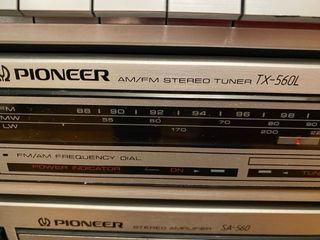 PIONEER AM/FM STEREO TUNER TX-560L
FM 88 90 92 94 96 98
MW 55 60 70 80
LW 170 200
FM/AM FREQUENCY DIAL
POWER INDICATOR ON TUN
PIONEER STEREO AMPLIFIER SA-560